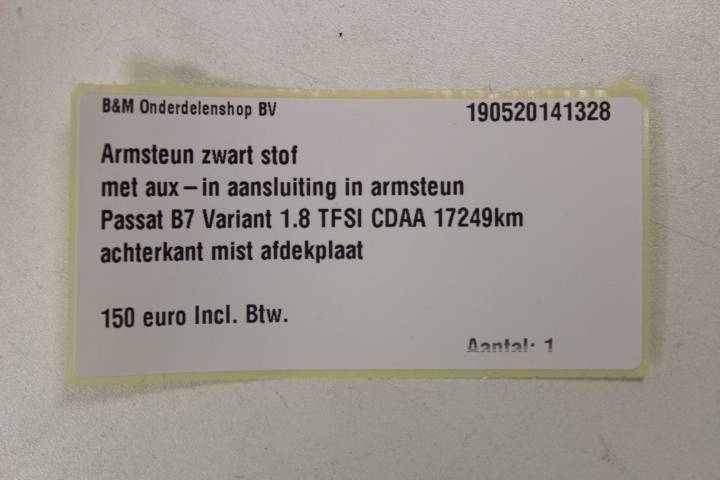 B&M Onderdelenshop BV
190520141328
Armsteun zwart stof
met aux-in aansluiting in armsteun
Passat B7 Variant 1.8 TFSI CDAA 17249km
achterkant mist afdekplaat
150 euro Incl. Btw.
Aantal: 1